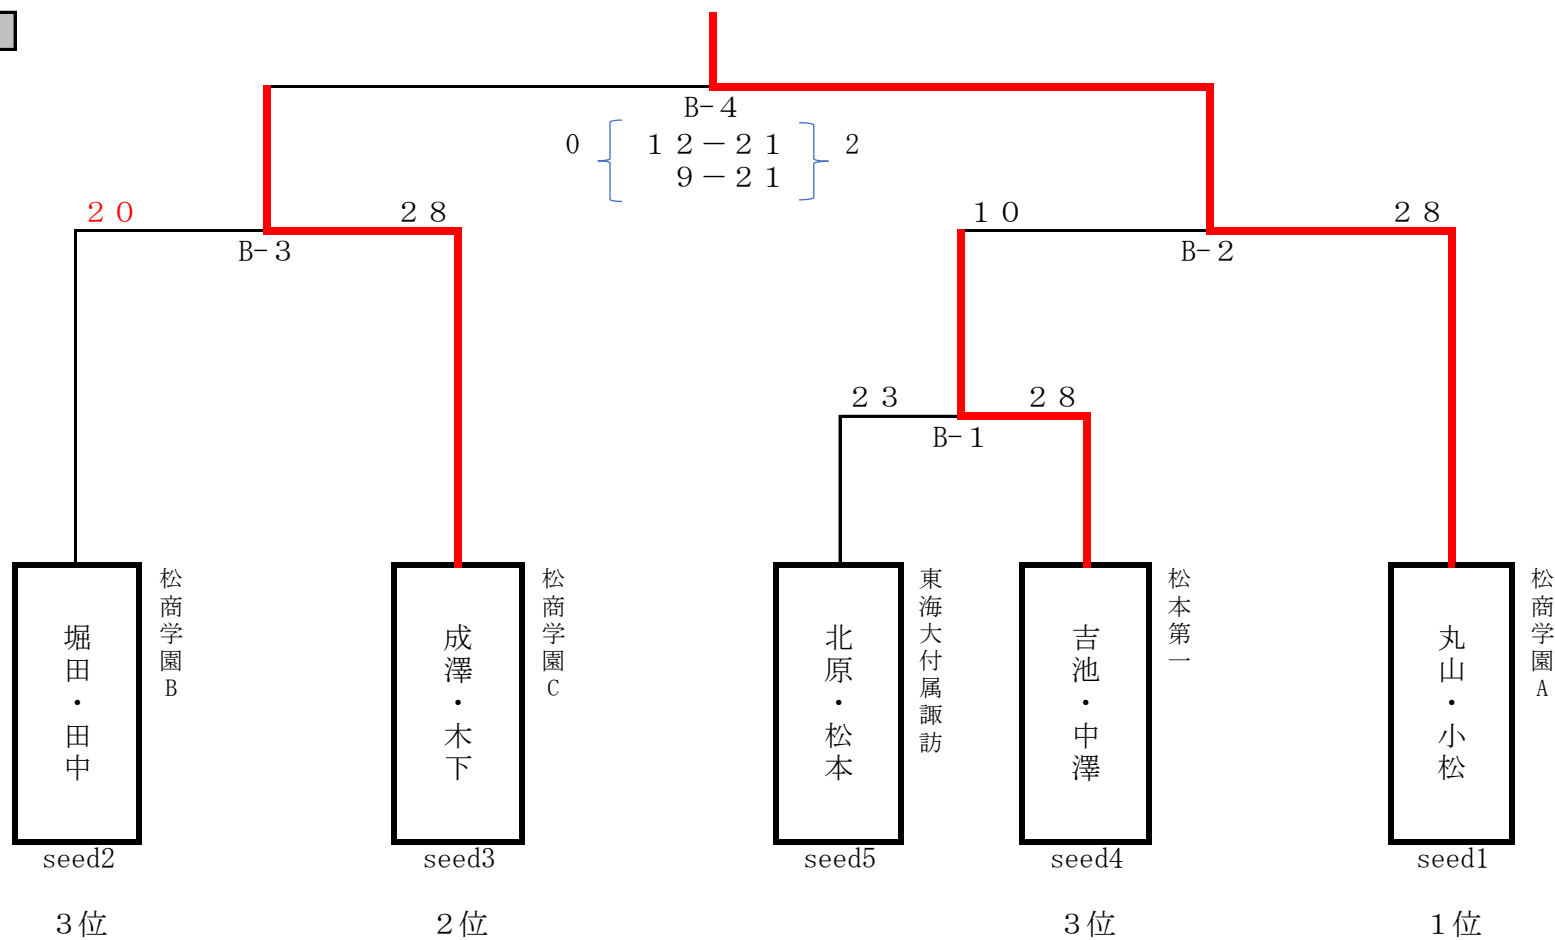 B-４
0
１２－２１
2
９－２１
２０
２８
１０
２８
B-３
B-２
２３
２８
B-１
堀田・田中
松商学園B
成澤・木下
松商学園C
北原・松本
東海大付属諏訪
吉池・中澤
松本第一
丸山・小松
松商学園A
seed2
seed3
seed5
seed4
seed1
３位
２位
３位
１位